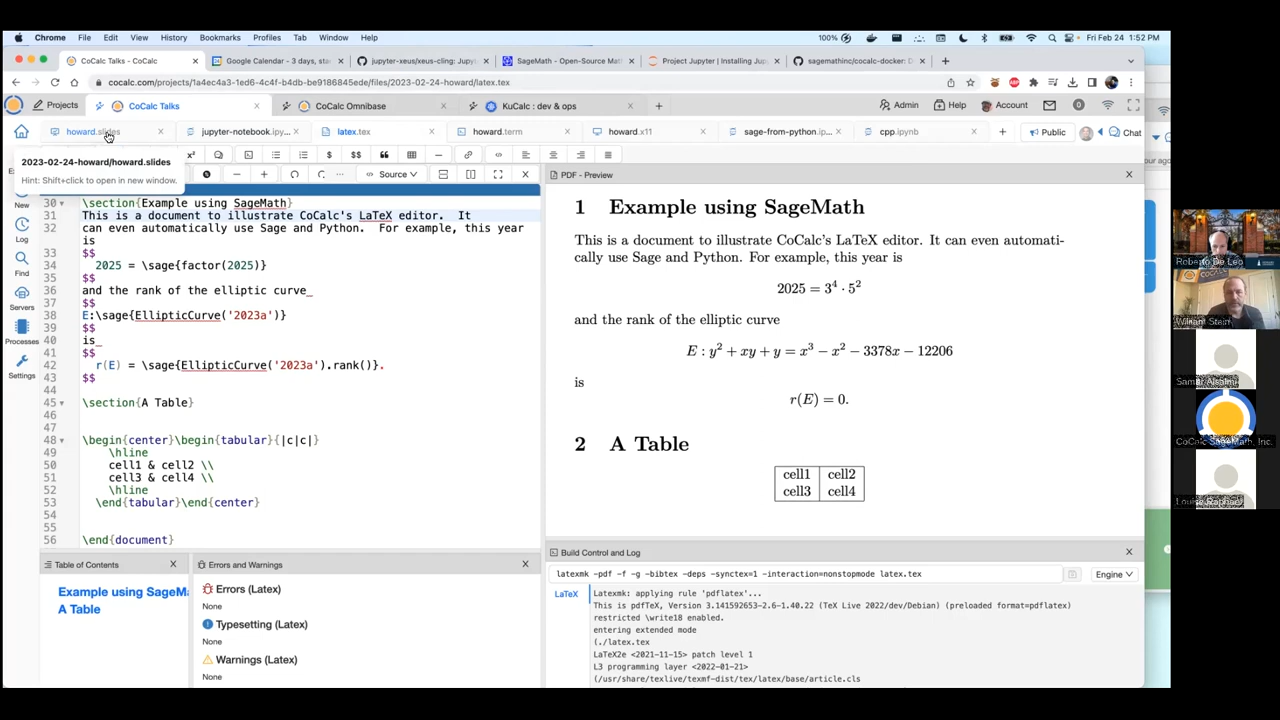 Chrome File Edit View History Bookmarks Profiles Tab Window Help 100% Fri Feb 24 1:52 PM
CoCalc Talks - CoCalc Google Calendar - 3 days, star jupyter-xeus/xeus-cling: Jupy SageMath - Open-Source Math Project Jupyter | Installing Ju sagemathinc/cocalc-docker: D
cocalc.com/projects/1a4ec4a3-1ed6-4c4f-b4db-be9186845ede/files/2023-02-24-howard/latex.tex
Projects CoCalc Talks CoCalc Omnibase KuCalc : dev & ops Admin Help Account 0
howard.slides jupyter-notebook.ipy... latex.tex howard.term howard.x11 sage-from-python.ip... cpp.ipynb Public Chat
$ $$
2023-02-24-howard/howard.slides
Hint: Shift+click to open in new window.
Source
PDF - Preview
New
Log
Find
Servers
Processes
Settings
30 \section{Example using SageMath}
31 This is a document to illustrate CoCalc's LaTeX editor. It
32 can even automatically use Sage and Python. For example, this year
is
33 $$
34 2025 = \sage{factor(2025)}
35 $$
36 and the rank of the elliptic curve
37 $$
38 E:\sage{EllipticCurve('2023a')}
39 $$
40 is
41 $$
42 r(E) = \sage{EllipticCurve('2023a').rank()}.
43 $$
44
45 \section{A Table}
46
47
48 \begin{center}\begin{tabular}{|c|c|}
49 \hline
50 cell1 & cell2 \\
51 cell3 & cell4 \\
52 \hline
53 \end{tabular}\end{center}
54
55
56 \end{document}
1 Example using SageMath
This is a document to illustrate CoCalc's LaTeX editor. It can even automati-
cally use Sage and Python. For example, this year is
2025 = 3⁴ · 5²
and the rank of the elliptic curve
E : y² + xy + y = x³ − x² − 3378x − 12206
is
r(E) = 0.
2 A Table
cell1 cell2
cell3 cell4
Table of Contents
Example using SageMa
A Table
Errors and Warnings
Errors (Latex)
None
Typesetting (Latex)
None
Warnings (Latex)
None
Build Control and Log
latexmk -pdf -f -g -bibtex -deps -synctex=1 -interaction=nonstopmode latex.tex
Engine
LaTeX
Latexmk: applying rule 'pdflatex'...
This is pdfTeX, Version 3.141592653-2.6-1.40.22 (TeX Live 2022/dev/Debian) (preloaded format=pdflatex)
restricted \write18 enabled.
entering extended mode
(./latex.tex
LaTeX2e <2021-11-15> patch level 1
L3 programming layer <2022-01-21>
(/usr/share/texlive/texmf-dist/tex/latex/base/article.cls
Roberto De Leo
William Stein
CoCalc SageMath, Inc.
Louise Raphael